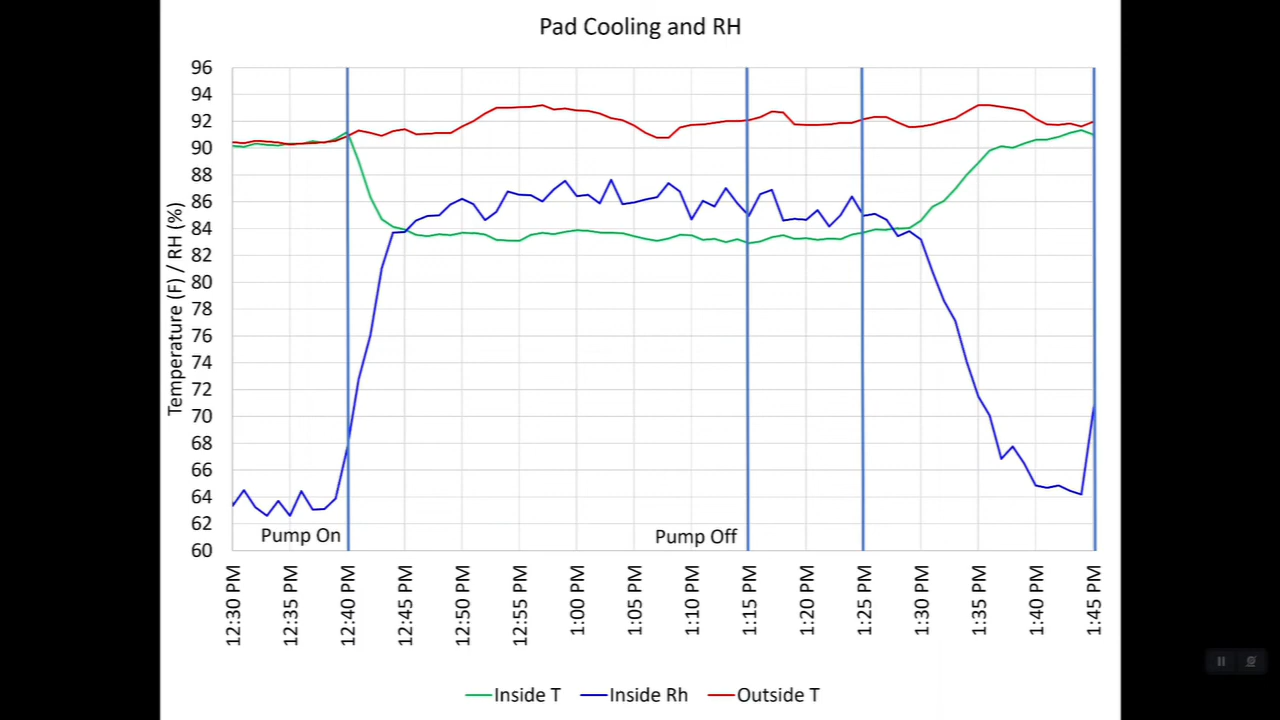 Pad Cooling and RH
Temperature (F) / RH (%)
96
94
92
90
88
86
84
82
80
78
76
74
72
70
68
66
64
62
60
Pump On
Pump Off
12:30 PM
12:35 PM
12:40 PM
12:45 PM
12:50 PM
12:55 PM
1:00 PM
1:05 PM
1:10 PM
1:15 PM
1:20 PM
1:25 PM
1:30 PM
1:35 PM
1:40 PM
1:45 PM
Inside T
Inside Rh
Outside T